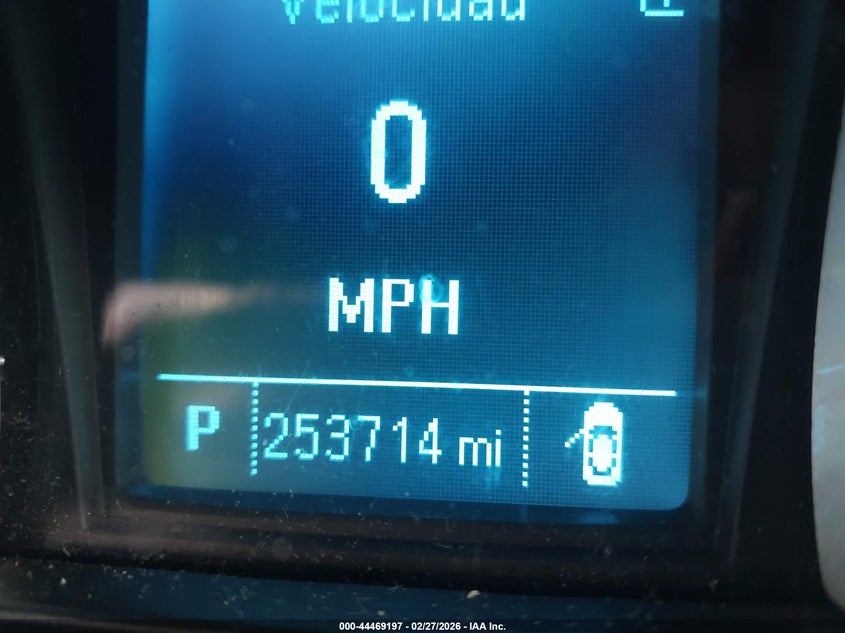 Velocidad
0
MPH
P 253714 mi
000-44469197 - 02/27/2026 - IAA Inc.